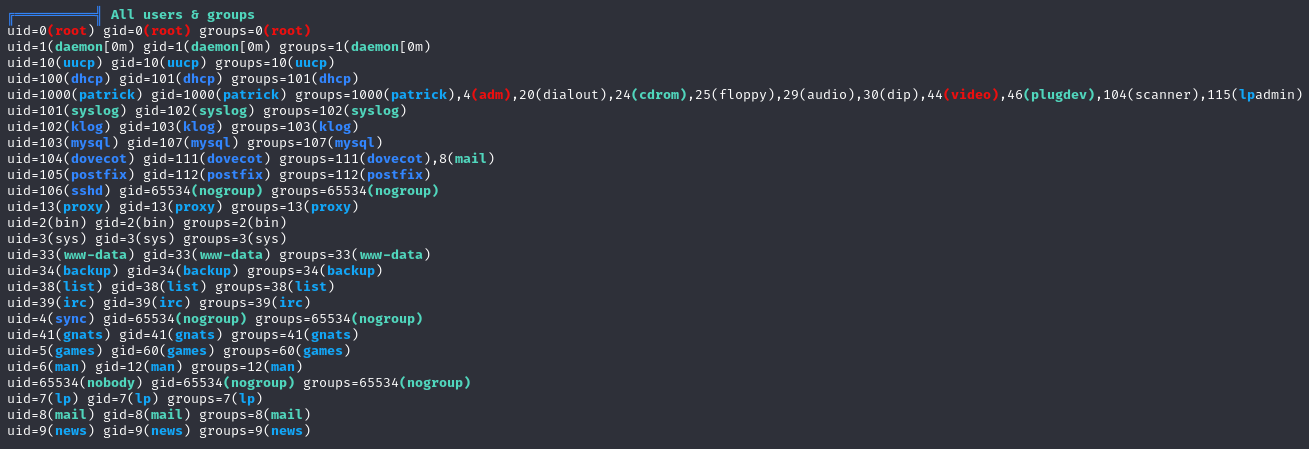 All users & groups
uid=0(root) gid=0(root) groups=0(root)
uid=1(daemon[0m) gid=1(daemon[0m) groups=1(daemon[0m)
uid=10(uucp) gid=10(uucp) groups=10(uucp)
uid=100(dhcp) gid=101(dhcp) groups=101(dhcp)
uid=1000(patrick) gid=1000(patrick) groups=1000(patrick),4(adm),20(dialout),24(cdrom),25(floppy),29(audio),30(dip),44(video),46(plugdev),104(scanner),115(lpadmin)
uid=101(syslog) gid=102(syslog) groups=102(syslog)
uid=102(klog) gid=103(klog) groups=103(klog)
uid=103(mysql) gid=107(mysql) groups=107(mysql)
uid=104(dovecot) gid=111(dovecot) groups=111(dovecot),8(mail)
uid=105(postfix) gid=112(postfix) groups=112(postfix)
uid=106(sshd) gid=65534(nogroup) groups=65534(nogroup)
uid=13(proxy) gid=13(proxy) groups=13(proxy)
uid=2(bin) gid=2(bin) groups=2(bin)
uid=3(sys) gid=3(sys) groups=3(sys)
uid=33(www-data) gid=33(www-data) groups=33(www-data)
uid=34(backup) gid=34(backup) groups=34(backup)
uid=38(list) gid=38(list) groups=38(list)
uid=39(irc) gid=39(irc) groups=39(irc)
uid=4(sync) gid=65534(nogroup) groups=65534(nogroup)
uid=41(gnats) gid=41(gnats) groups=41(gnats)
uid=5(games) gid=60(games) groups=60(games)
uid=6(man) gid=12(man) groups=12(man)
uid=65534(nobody) gid=65534(nogroup) groups=65534(nogroup)
uid=7(lp) gid=7(lp) groups=7(lp)
uid=8(mail) gid=8(mail) groups=8(mail)
uid=9(news) gid=9(news) groups=9(news)